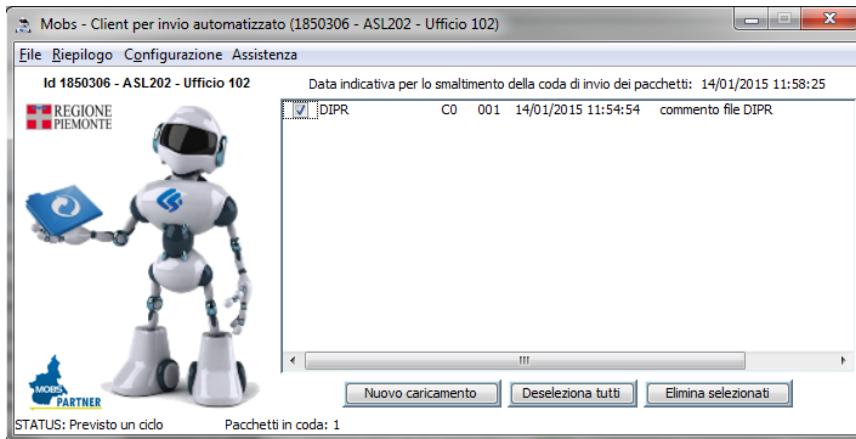 Mobs - Client per invio automatizzato (1850306 - ASL202 - Ufficio 102)
File Riepilogo Configurazione Assistenza
Id 1850306 - ASL202 - Ufficio 102
Data indicativa per lo smaltimento della coda di invio dei pacchetti: 14/01/2015 11:58:25
REGIONE
PIEMONTE
DIPR C0 001 14/01/2015 11:54:54 commento file DIPR
MOBS
PARTNER
Nuovo caricamento Deseleziona tutti Elimina selezionati
STATUS: Previsto un ciclo Pacchetti in coda: 1